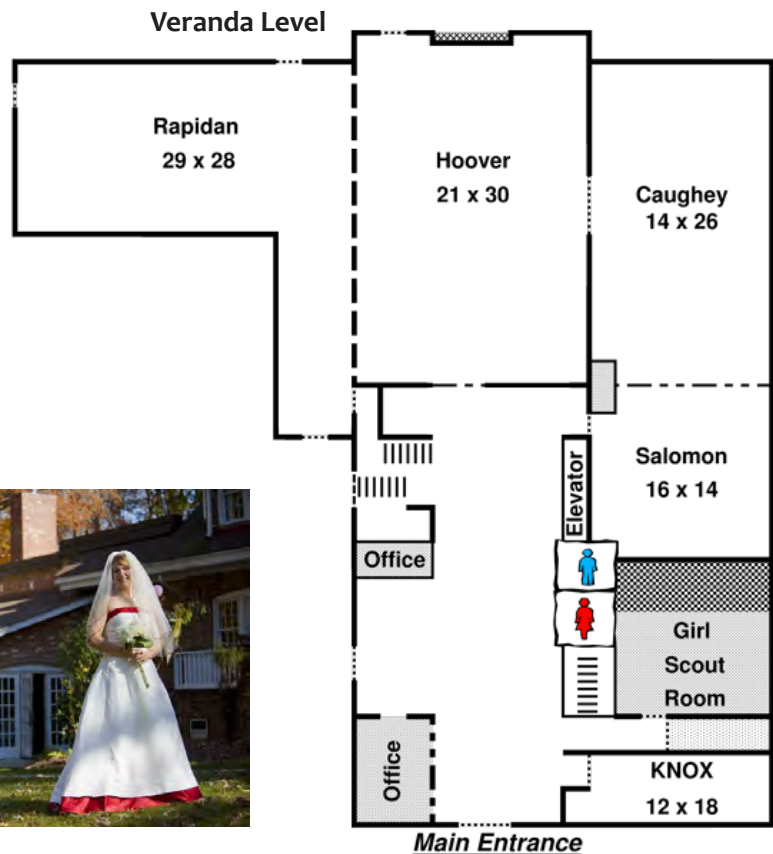 Veranda Level
Rapidan
29 x 28
Hoover
21 x 30
Caughey
14 x 26
Salomon
16 x 14
Elevator
Office
Girl
Scout
Room
Office
KNOX
12 x 18
Main Entrance